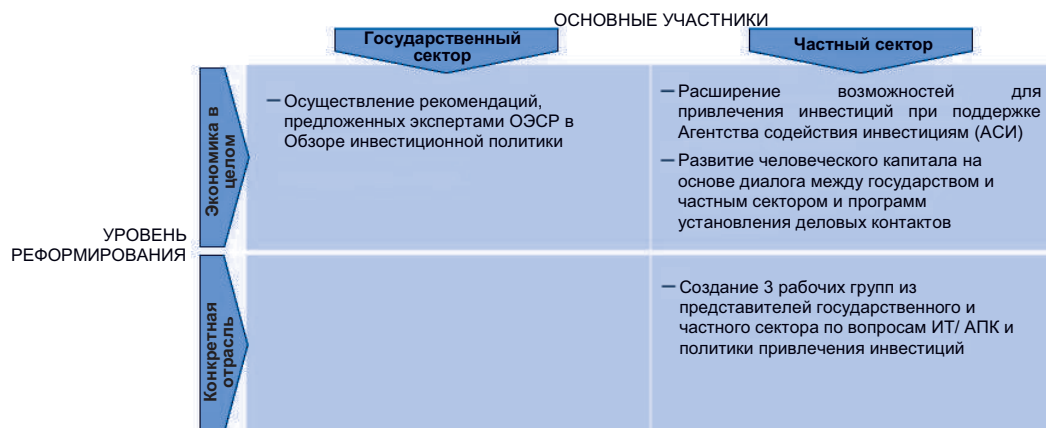 ОСНОВНЫЕ УЧАСТНИКИ
Государственный
сектор
Частный сектор
УРОВЕНЬ
РЕФОРМИРОВАНИЯ
Экономика в
целом
— Осуществление рекомендаций,
предложенных экспертами ОЭСР в
Обзоре инвестиционной политики
— Расширение возможностей для
привлечения инвестиций при поддержке
Агентства содействия инвестициям (АСИ)
— Развитие человеческого капитала на
основе диалога между государством и
частным сектором и программ
установления деловых контактов
Конкретная
отрасль
— Создание 3 рабочих групп из
представителей государственного и
частного сектора по вопросам ИТ/ АПК и
политики привлечения инвестиций